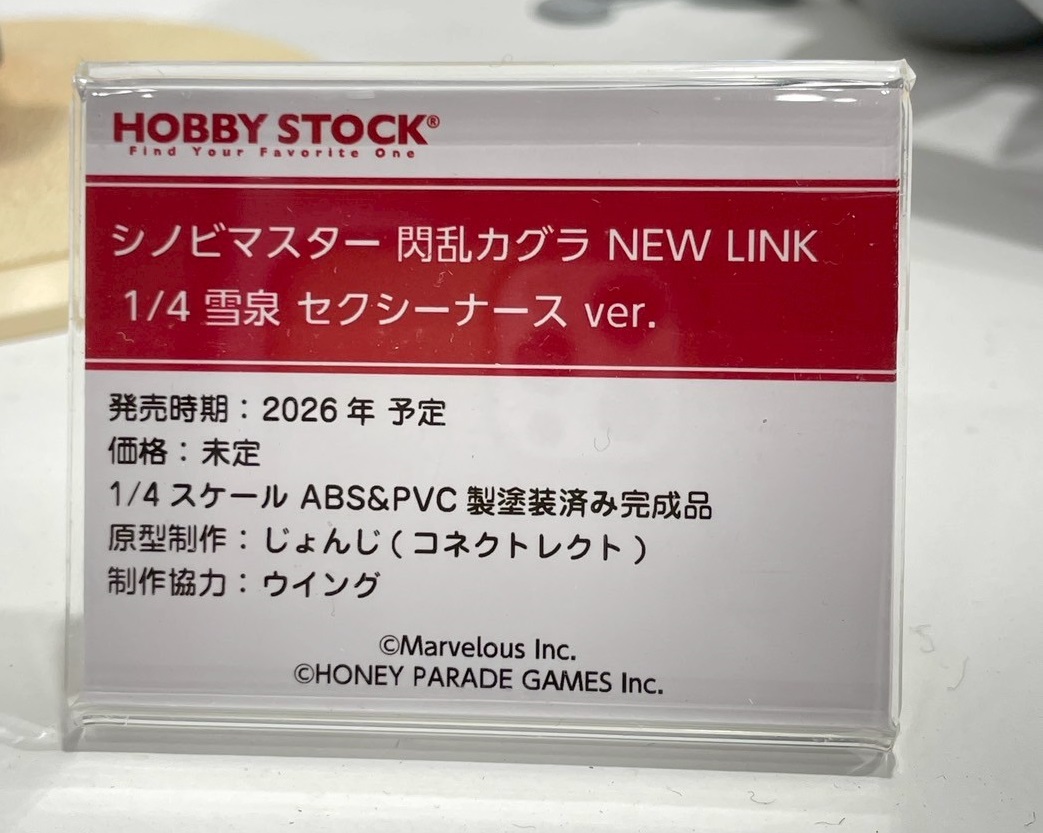 HOBBY STOCK®
Find Your Favorite One
シノビマスター 閃乱カグラ NEW LINK
1/4 雪泉 セクシーナース ver.
発売時期：2026 年 予定
価格：未定
1/4 スケール ABS&PVC 製塗装済み完成品
原型制作：じょんじ ( コネクトレクト )
制作協力：ウイング
©Marvelous Inc.
©HONEY PARADE GAMES Inc.